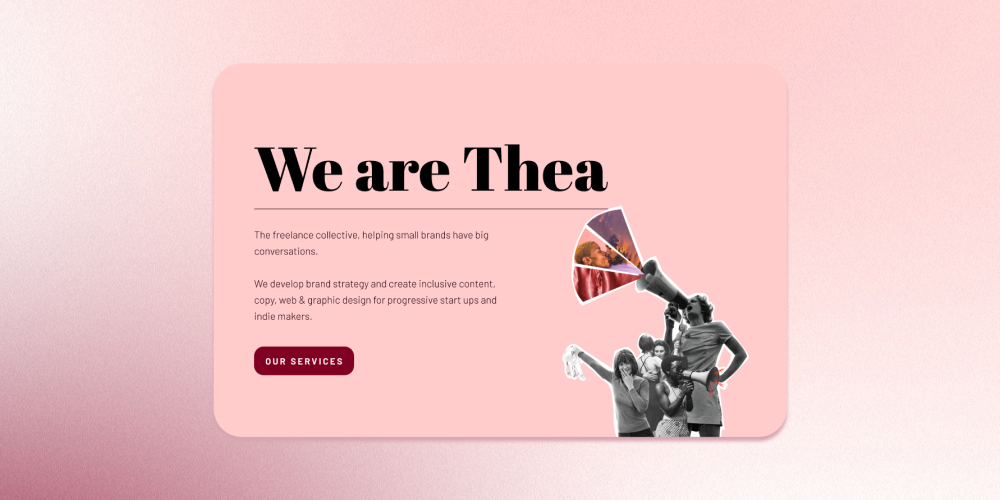 We are Thea
The freelance collective, helping small brands have big
conversations.
We develop brand strategy and create inclusive content,
copy, web & graphic design for progressive start ups and
indie makers.
OUR SERVICES